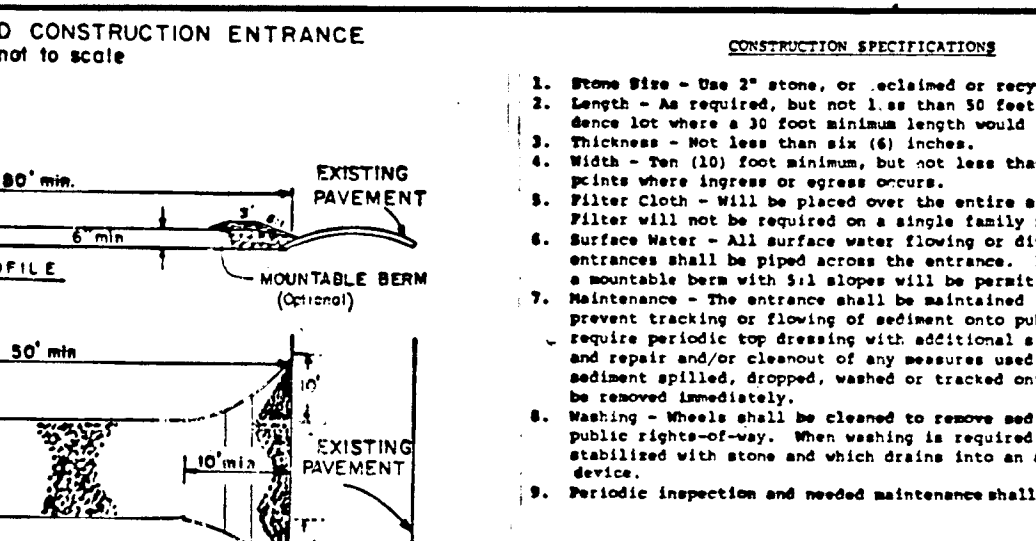 D CONSTRUCTION ENTRANCE
not to scale
80' min.
EXISTING
PAVEMENT
3'
6" min
OFILE
MOUNTABLE BERM
(Optional)
50' min
10'
10' min
EXISTING
PAVEMENT
CONSTRUCTION SPECIFICATIONS
1. Stone Size - Use 2" stone, or .eclaimed or recy
2. Length - As required, but not l.ss than 50 feet
dence lot where a 30 foot minimum length would
3. Thickness - Not less than six (6) inches.
4. Width - Ten (10) foot minimum, but not less tha
points where ingress or egress occurs.
5. Filter Cloth - Will be placed over the entire a
Filter will not be required on a single family
6. Surface Water - All surface water flowing or di
entrances shall be piped across the entrance.
a mountable berm with 5:1 slopes will be permit
7. Maintenance - The entrance shall be maintained
prevent tracking or flowing of sediment onto pu
require periodic top dressing with additional s
and repair and/or cleanout of any measures used
sediment spilled, dropped, washed or tracked on
be removed immediately.
8. Washing - Wheels shall be cleaned to remove sed
public rights-of-way. When washing is required
stabilized with stone and which drains into an a
device.
9. Periodic inspection and needed maintenance shall